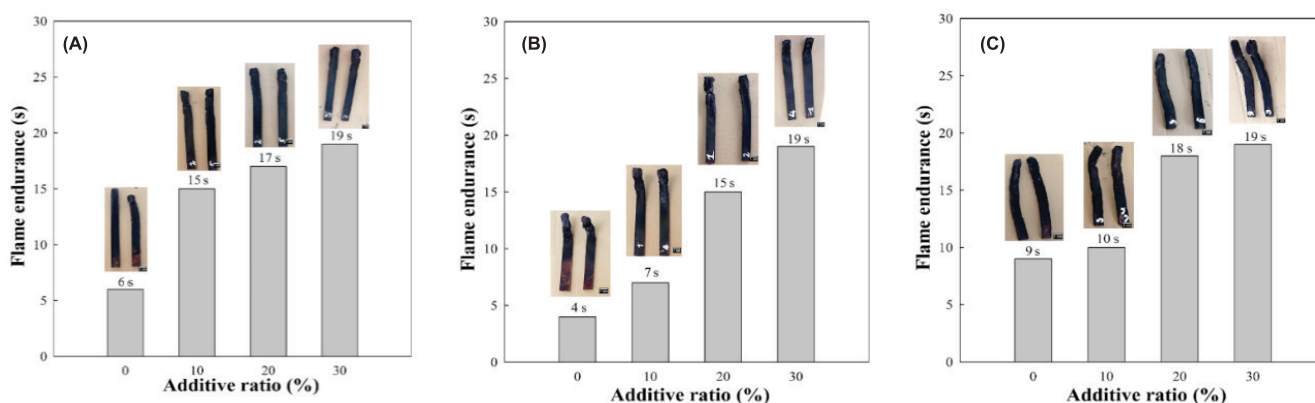 (A)
Flame endurance (s)
30
25
20
15
10
5
0
6 s
15 s
17 s
19 s
0 10 20 30
Additive ratio (%)
(B)
Flame endurance (s)
30
25
20
15
10
5
0
4 s
7 s
15 s
19 s
0 10 20 30
Additive ratio (%)
(C)
Flame endurance (s)
30
25
20
15
10
5
0
9 s
10 s
18 s
19 s
0 10 20 30
Additive ratio (%)